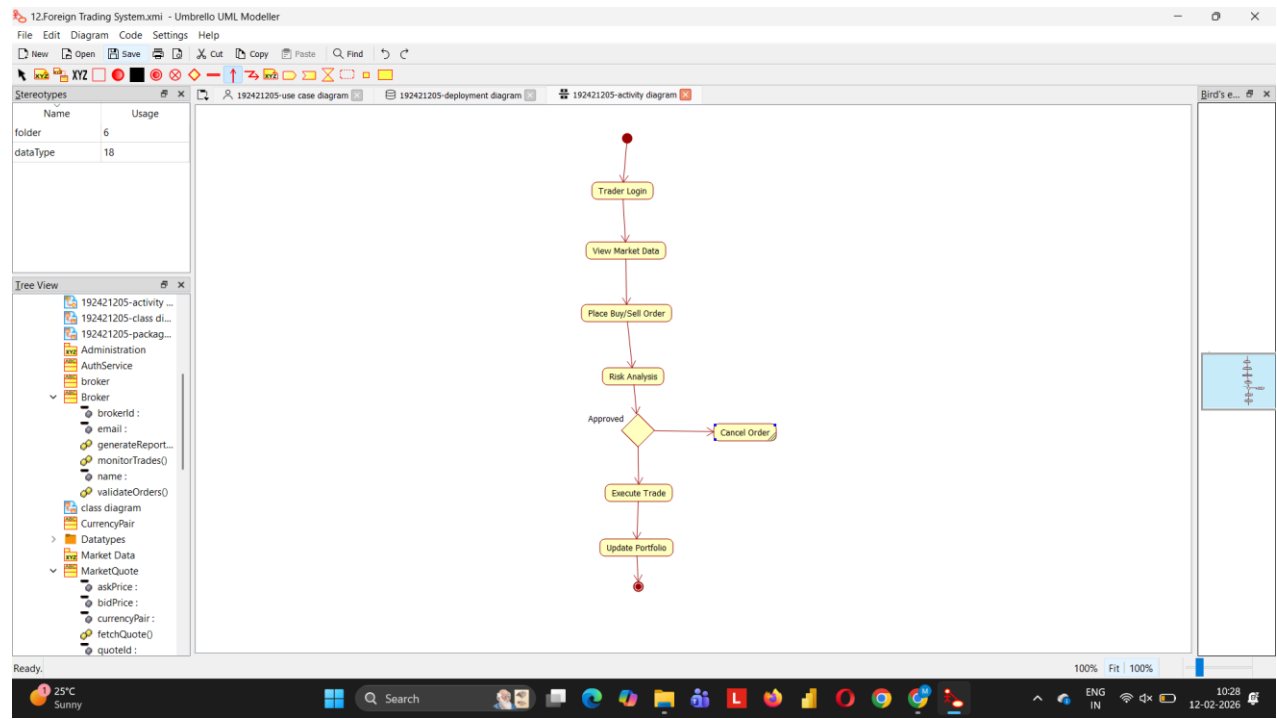 12.Foreign Trading System.xmi - Umbrello UML Modeller
File Edit Diagram Code Settings Help
New Open Save Cut Copy Paste Find
XYZ
Stereotypes
Name Usage
folder 6
dataType 18
Tree View
192421205-activity ...
192421205-class di...
192421205-packag...
Administration
AuthService
broker
Broker
brokerId :
email :
generateReport...
monitorTrades()
name :
validateOrders()
class diagram
CurrencyPair
Datatypes
Market Data
MarketQuote
askPrice :
bidPrice :
currencyPair :
fetchQuote()
quoteId :
192421205-use case diagram 192421205-deployment diagram 192421205-activity diagram
Trader Login
View Market Data
Place Buy/Sell Order
Risk Analysis
Approved
Cancel Order
Execute Trade
Update Portfolio
Bird's e...
Ready.
100% Fit 100%
1
25°C
Sunny
Search
L
ENG
IN
10:28
12-02-2026